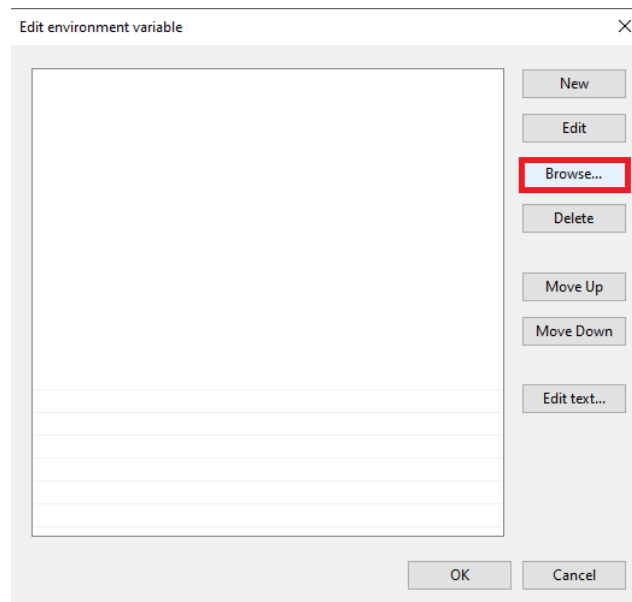 Edit environment variable
New
Edit
Browse...
Delete
Move Up
Move Down
Edit text...
OK
Cancel